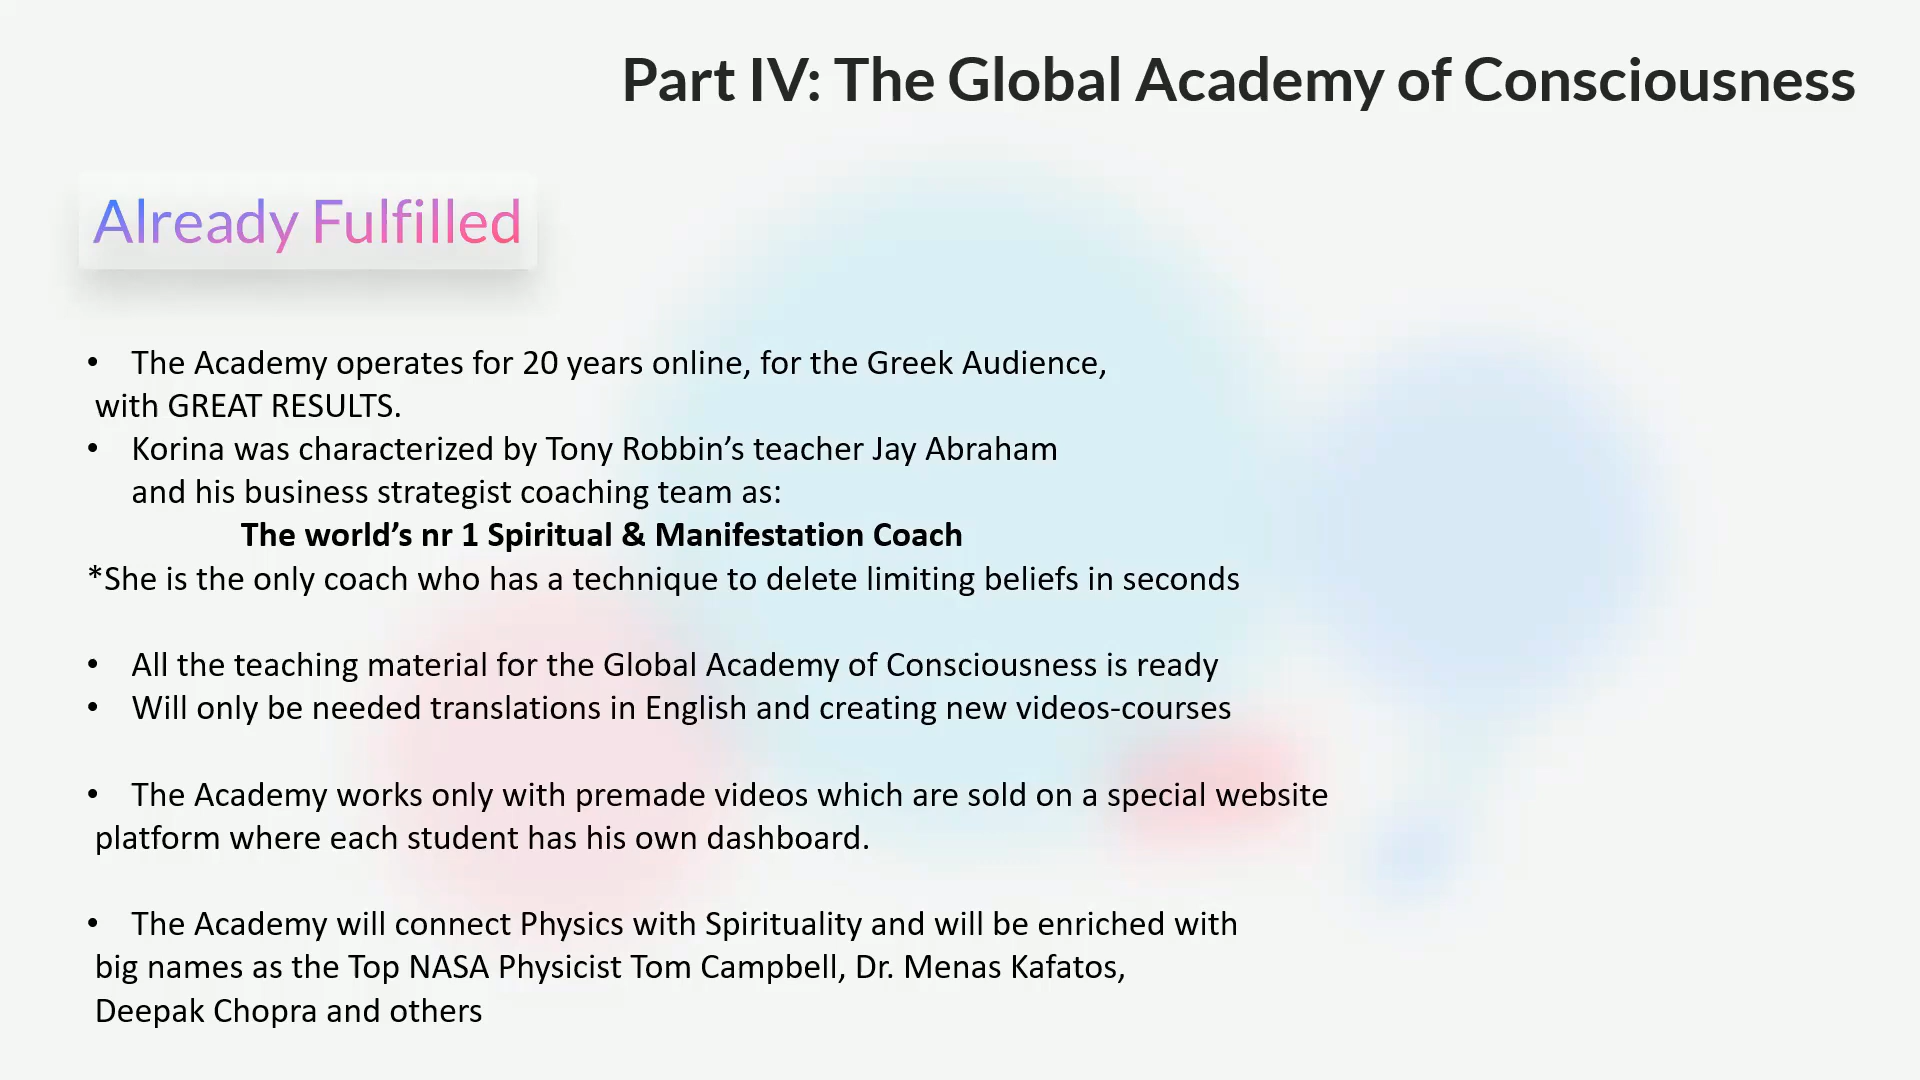 Part IV: The Global Academy of Consciousness
Already Fulfilled
• The Academy operates for 20 years online, for the Greek Audience,
with GREAT RESULTS.
• Korina was characterized by Tony Robbin’s teacher Jay Abraham
and his business strategist coaching team as:
The world’s nr 1 Spiritual & Manifestation Coach
*She is the only coach who has a technique to delete limiting beliefs in seconds
• All the teaching material for the Global Academy of Consciousness is ready
• Will only be needed translations in English and creating new videos-courses
• The Academy works only with premade videos which are sold on a special website
platform where each student has his own dashboard.
• The Academy will connect Physics with Spirituality and will be enriched with
big names as the Top NASA Physicist Tom Campbell, Dr. Menas Kafatos,
Deepak Chopra and others